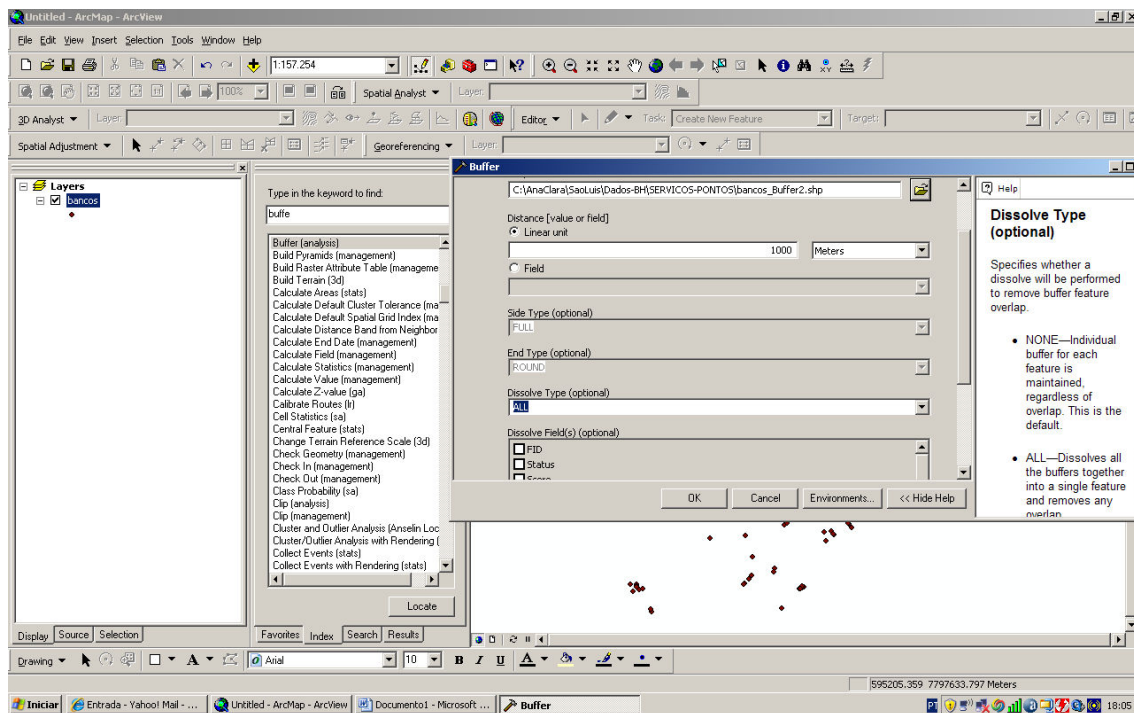 Untitled - ArcMap - ArcView
File Edit View Insert Selection Tools Window Help
1:157.254
100%
Spatial Analyst
Layer:
3D Analyst
Layer:
Editor
Task:
Create New Feature
Target:
Spatial Adjustment
Georeferencing
Layer:
Layers
bancos
Type in the keyword to find:
buffe
Buffer (analysis)
Build Pyramids (management)
Build Raster Attribute Table (manageme
Build Terrain (3d)
Calculate Areas (stats)
Calculate Default Cluster Tolerance (ma
Calculate Default Spatial Grid Index (ma
Calculate Distance Band from Neighbor
Calculate End Date (management)
Calculate Field (management)
Calculate Statistics (management)
Calculate Value (management)
Calculate Z-value (ga)
Calibrate Routes (lr)
Cell Statistics (sa)
Central Feature (stats)
Change Terrain Reference Scale (3d)
Check Geometry (management)
Check In (management)
Check Out (management)
Class Probability (sa)
Clip (analysis)
Clip (management)
Cluster and Outlier Analysis (Anselin Loc
Cluster/Outlier Analysis with Rendering (
Collect Events (stats)
Collect Events with Rendering (stats)
Locate
Favorites Index Search Results
Display Source Selection
Buffer
C:\AnaClara\SaoLuis\Dados-BH\SERVICOS-PONTOS\bancos_Buffer2.shp
Distance [value or field]
Linear unit
1000 Meters
Field
Side Type (optional)
FULL
End Type (optional)
ROUND
Dissolve Type (optional)
ALL
Dissolve Field(s) (optional)
FID
Status
Score
OK Cancel Environments... << Hide Help
Help
Dissolve Type
(optional)
Specifies whether a
dissolve will be performed
to remove buffer feature
overlap.
• NONE—Individual
buffer for each
feature is
maintained,
regardless of
overlap. This is the
default.
• ALL—Dissolves all
the buffers together
into a single feature
and removes any
overlap
Drawing
A
Arial
10
B I U A
595205.359 7797633.797 Meters
Iniciar
Entrada - Yahoo! Mail - ...
Untitled - ArcMap - ArcView
Documento1 - Microsoft ...
Buffer
PT
18:05